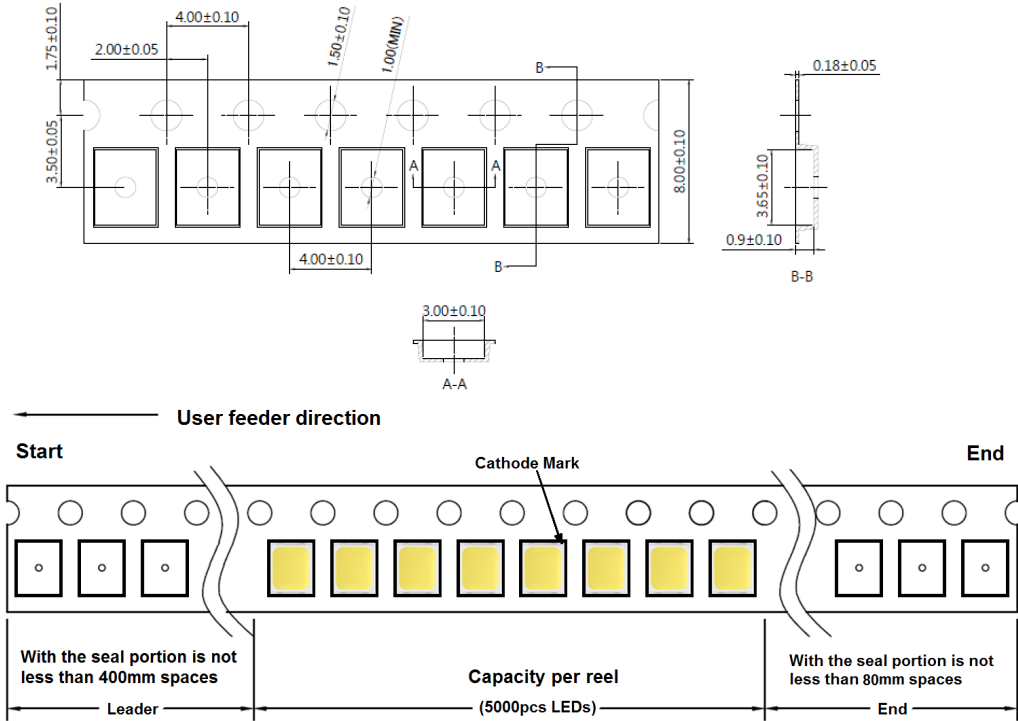 1.75±0.10
4.00±0.10
2.00±0.05
1.50±0.10
1.00(MIN)
B
0.18±0.05
3.50±0.05
A
A
8.00±0.10
3.65±0.10
4.00±0.10
B
0.9±0.10
B-B
3.00±0.10
A-A
User feeder direction
Start
End
Cathode Mark
With the seal portion is not
less than 400mm spaces
Capacity per reel
With the seal portion is not
less than 80mm spaces
Leader
(5000pcs LEDs)
End